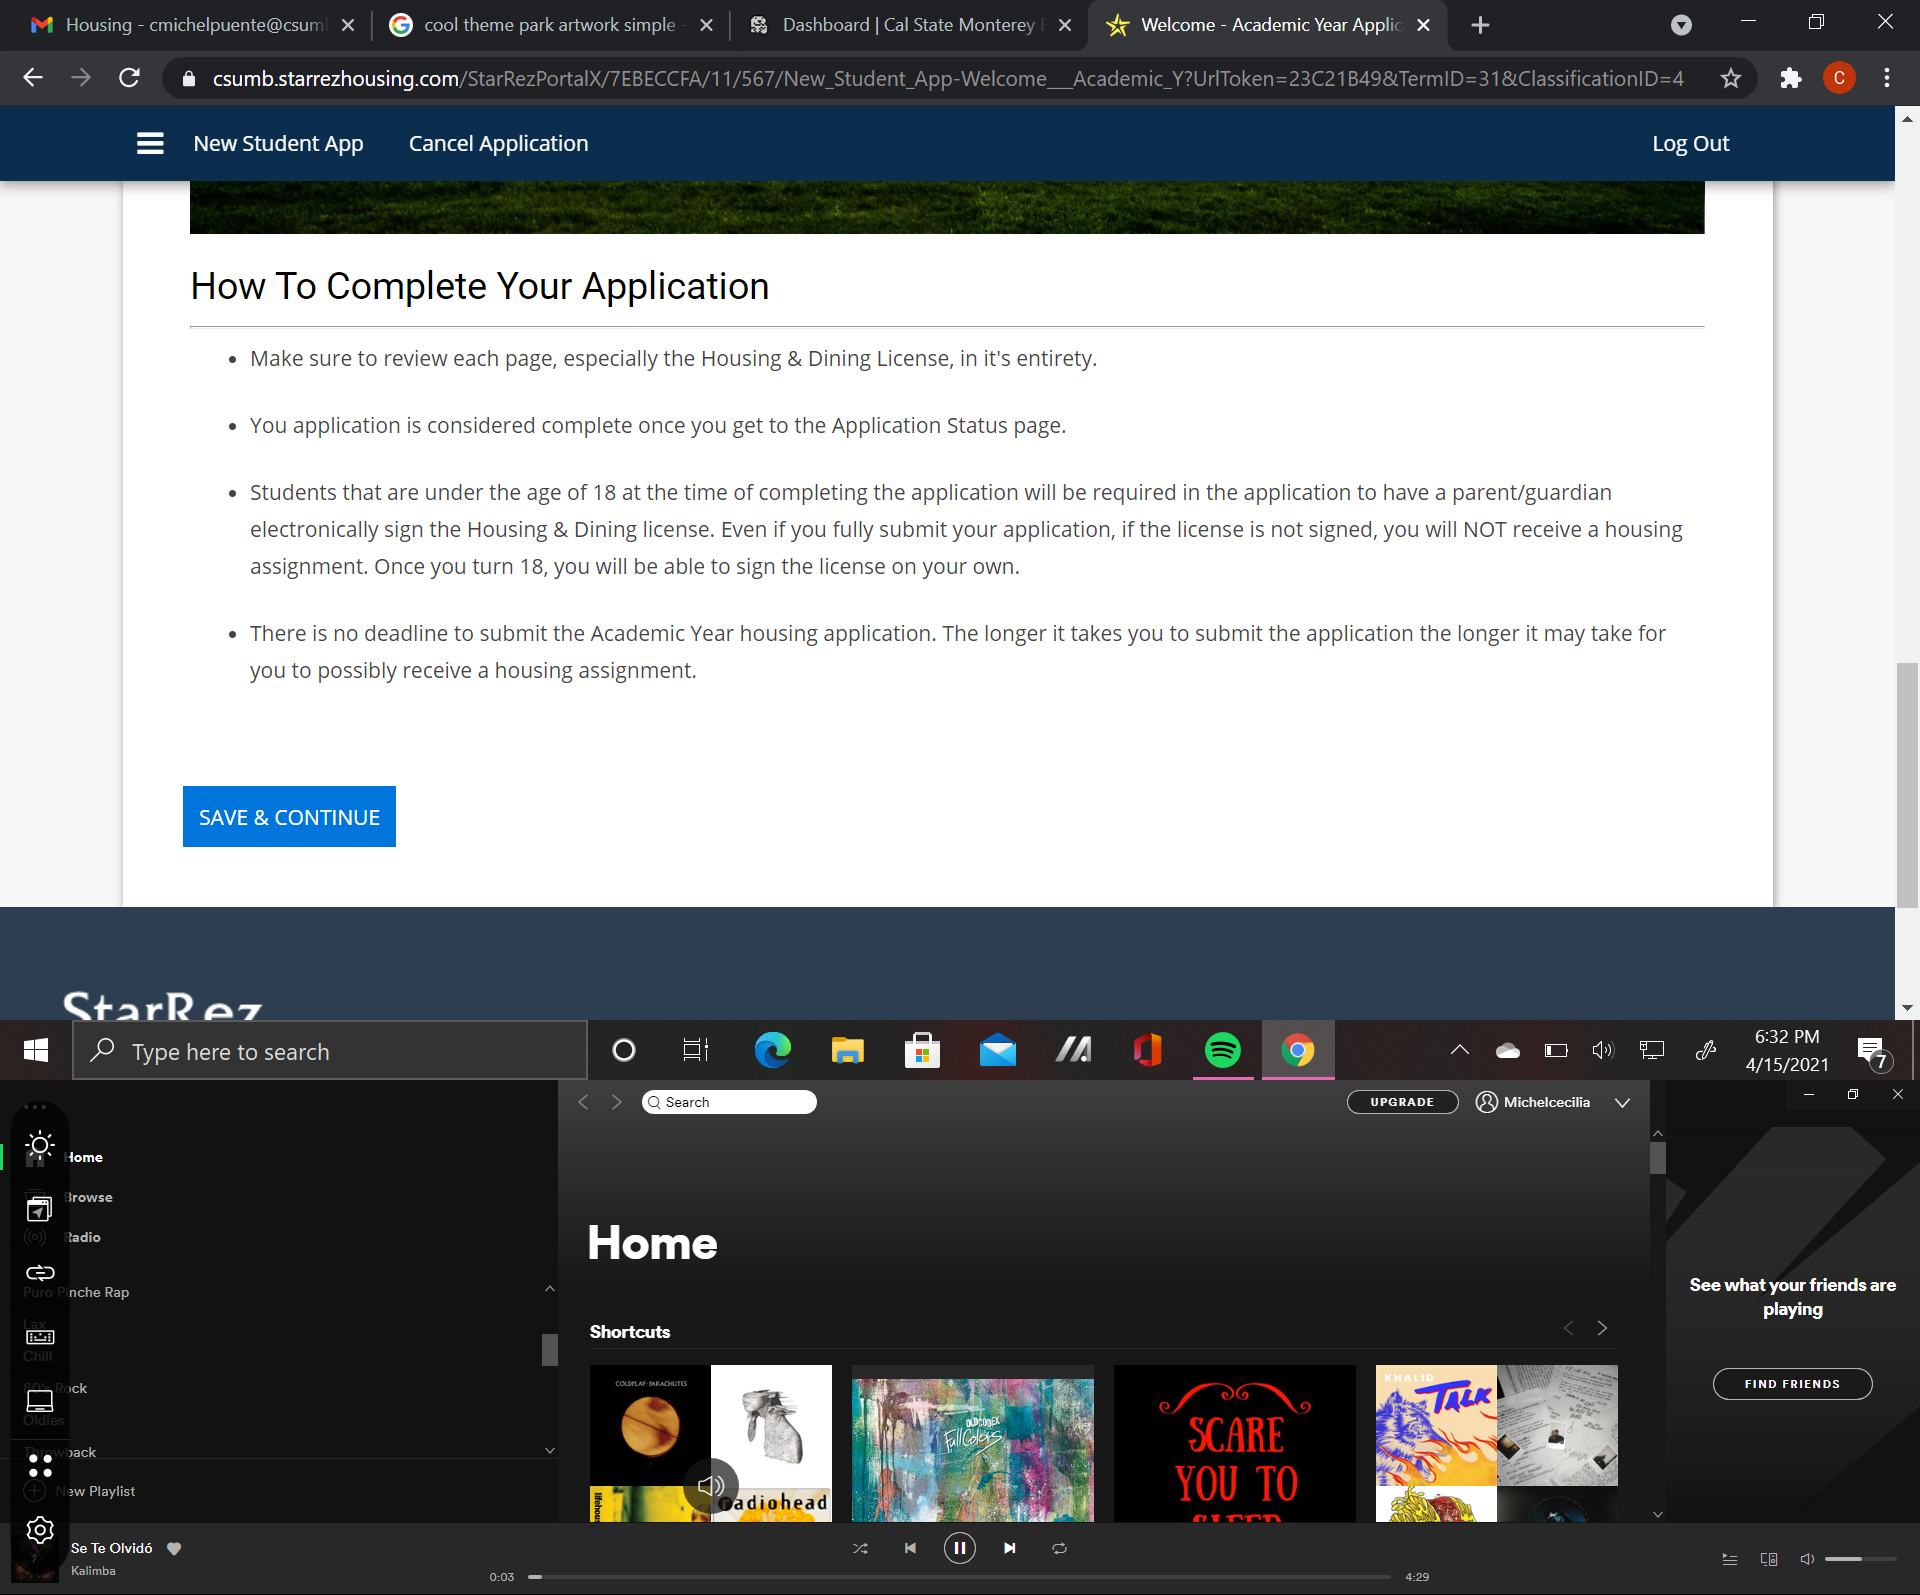 Housing - cmichelpuente@csuml
cool theme park artwork simple -
Dashboard | Cal State Monterey
Welcome - Academic Year Applic
csumb.starrezhousing.com/StarRezPortalX/7EBECCFA/11/567/New_Student_App-Welcome___Academic_Y?UrlToken=23C21B49&TermID=31&ClassificationID=4
C
New Student App
Cancel Application
Log Out
How To Complete Your Application
Make sure to review each page, especially the Housing & Dining License, in it's entirety.
You application is considered complete once you get to the Application Status page.
Students that are under the age of 18 at the time of completing the application will be required in the application to have a parent/guardian
electronically sign the Housing & Dining license. Even if you fully submit your application, if the license is not signed, you will NOT receive a housing
assignment. Once you turn 18, you will be able to sign the license on your own.
There is no deadline to submit the Academic Year housing application. The longer it takes you to submit the application the longer it may take for
you to possibly receive a housing assignment.
SAVE & CONTINUE
StarRez
Type here to search
6:32 PM
4/15/2021
7
Search
UPGRADE
Michelcecilia
Home
Browse
Radio
Puro Pinche Rap
Lax
Chill
80's Rock
Oldies
Throwback
New Playlist
Home
Shortcuts
COLDPLAY·PARACHUTES
lifehouse
radiohead
OLDCODEX
FullColors
SCARE
YOU TO
SLEEP
KHALID
TALK
See what your friends are
playing
FIND FRIENDS
Se Te Olvidó
Kalimba
0:03
4:29